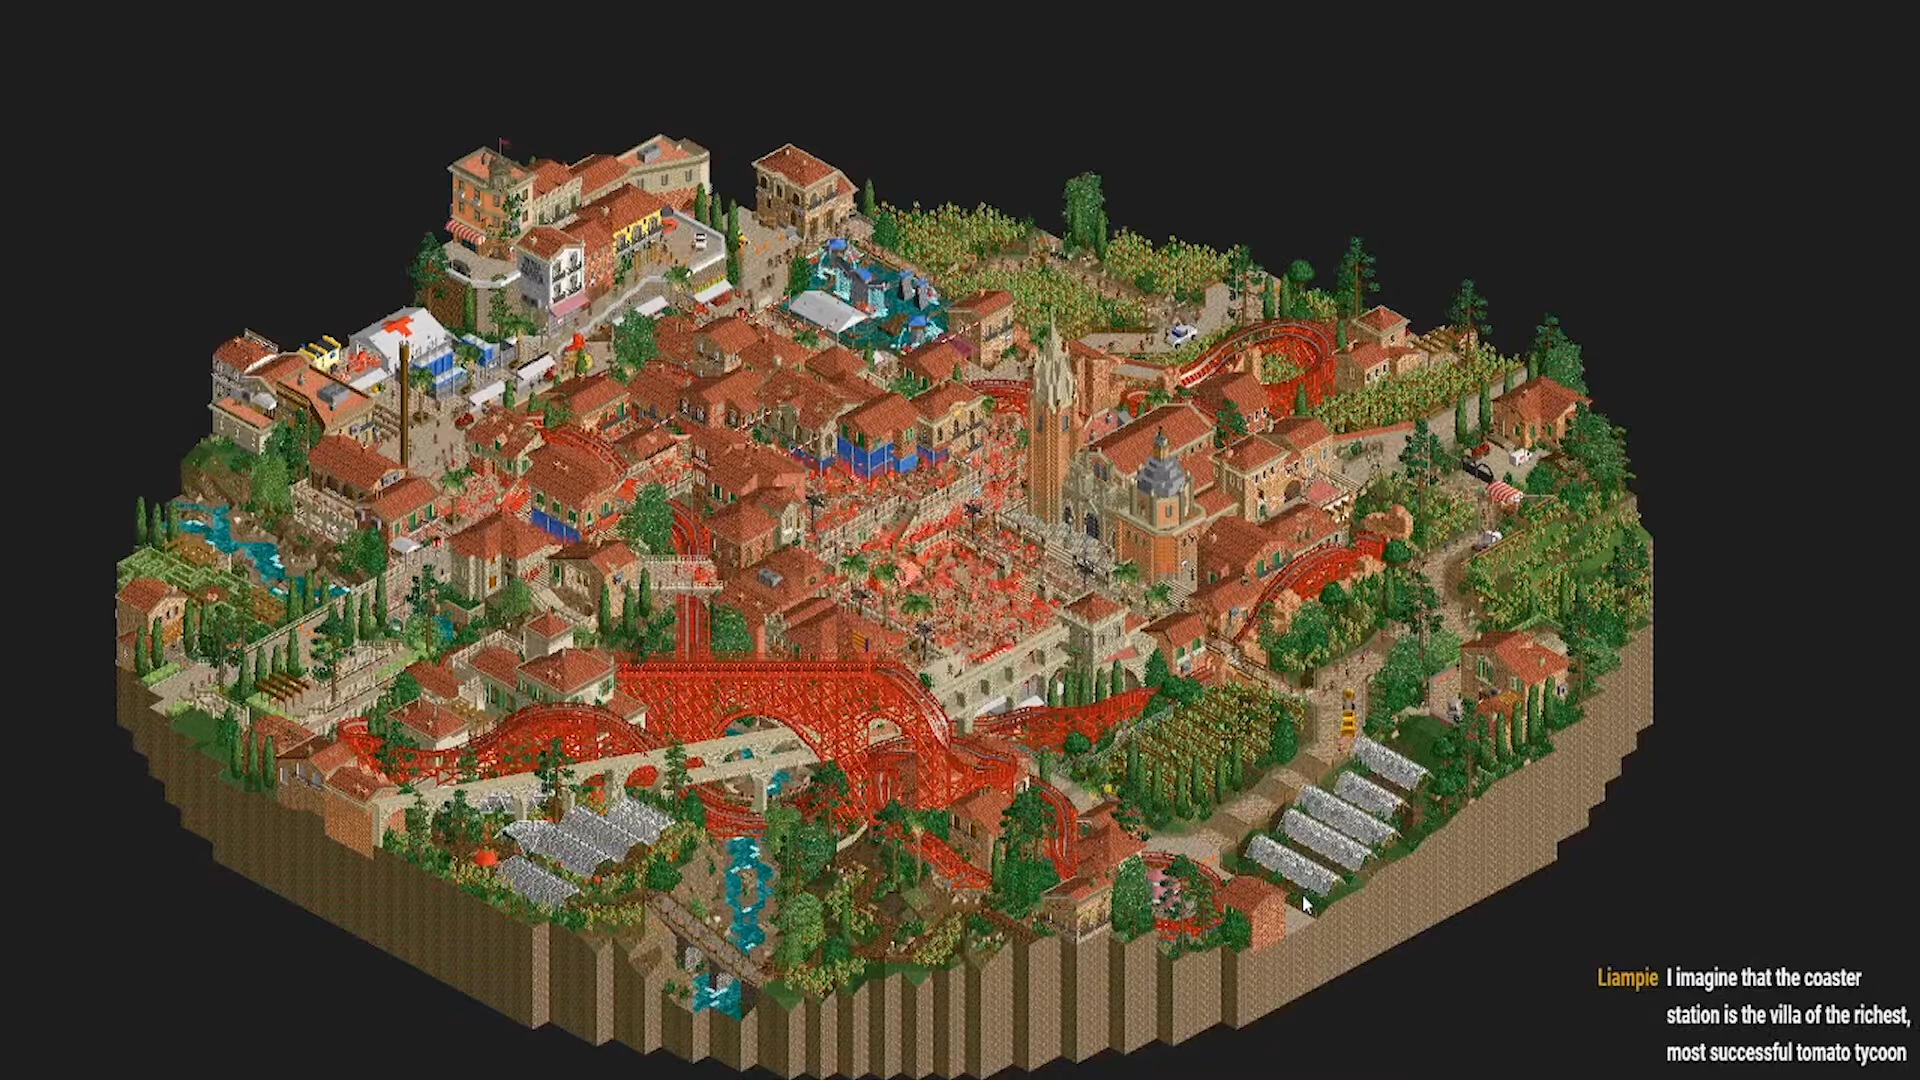 Liampie I imagine that the coaster
station is the villa of the richest,
most successful tomato tycoon